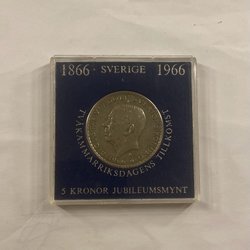 1866 · SVERIGE 1966
TVÅKAMMARRIKSDAGENS TILLKOMST
5 KRONOR JUBILEUMSMYNT